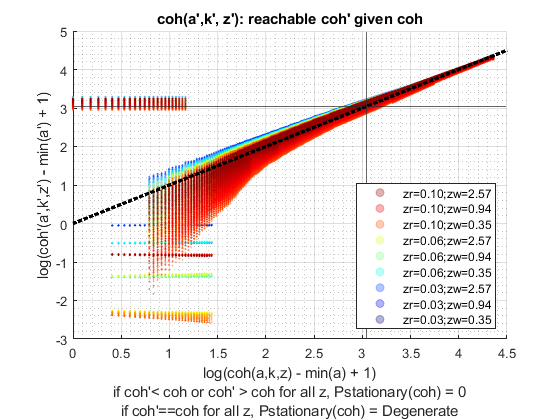 coh(a',k', z'): reachable coh' given coh
log(coh'(a',k',z') - min(a') + 1)
5
4
3
2
1
0
-1
-2
-3
zr=0.10;zw=2.57
zr=0.10;zw=0.94
zr=0.10;zw=0.35
zr=0.06;zw=2.57
zr=0.06;zw=0.94
zr=0.06;zw=0.35
zr=0.03;zw=2.57
zr=0.03;zw=0.94
zr=0.03;zw=0.35
0 0.5 1 1.5 2 2.5 3 3.5 4 4.5
log(coh(a,k,z) - min(a) + 1)
if coh'< coh or coh' > coh for all z, Pstationary(coh) = 0
if coh'==coh for all z, Pstationary(coh) = Degenerate